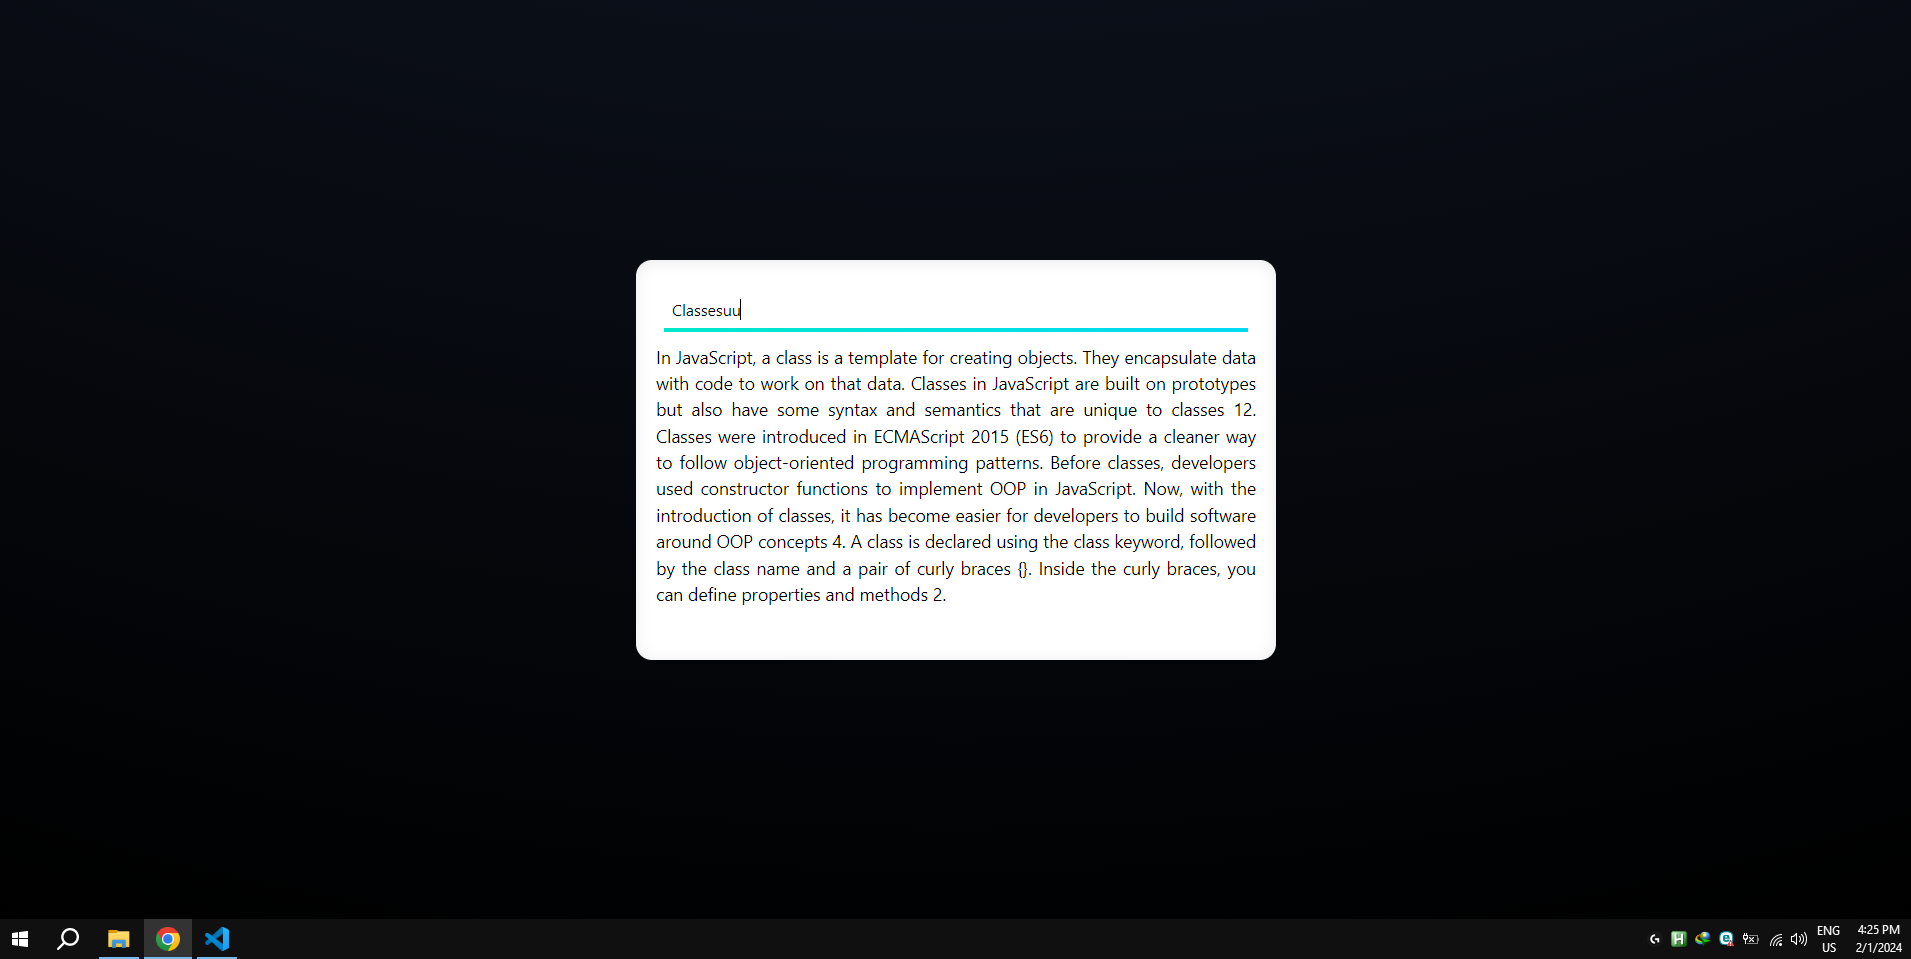 Classesuu
In JavaScript, a class is a template for creating objects. They encapsulate data
with code to work on that data. Classes in JavaScript are built on prototypes
but also have some syntax and semantics that are unique to classes 12.
Classes were introduced in ECMAScript 2015 (ES6) to provide a cleaner way
to follow object-oriented programming patterns. Before classes, developers
used constructor functions to implement OOP in JavaScript. Now, with the
introduction of classes, it has become easier for developers to build software
around OOP concepts 4. A class is declared using the class keyword, followed
by the class name and a pair of curly braces {}. Inside the curly braces, you
can define properties and methods 2.
ENG
US
4:25 PM
2/1/2024